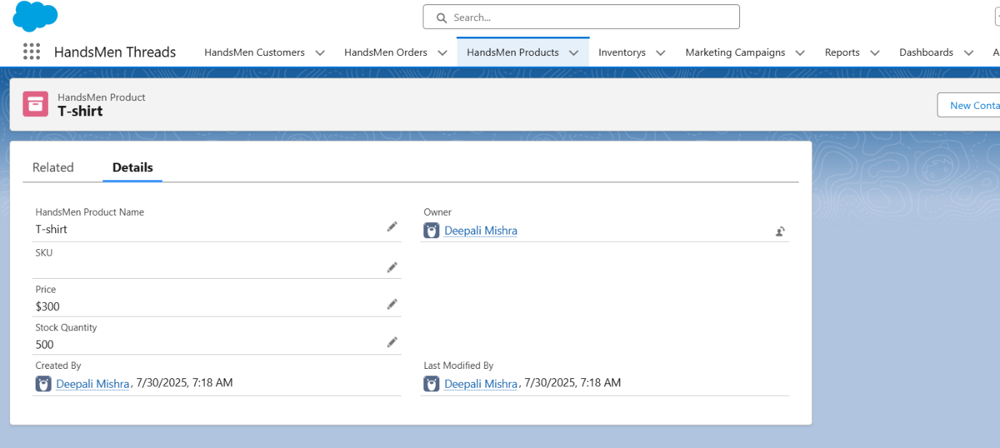 Search...
HandsMen Threads HandsMen Customers HandsMen Orders HandsMen Products Inventorys Marketing Campaigns Reports Dashboards A
HandsMen Product
T-shirt
New Conta
Related Details
HandsMen Product Name
T-shirt
Owner
Deepali Mishra
SKU
Price
$300
Stock Quantity
500
Created By
Deepali Mishra, 7/30/2025, 7:18 AM
Last Modified By
Deepali Mishra, 7/30/2025, 7:18 AM